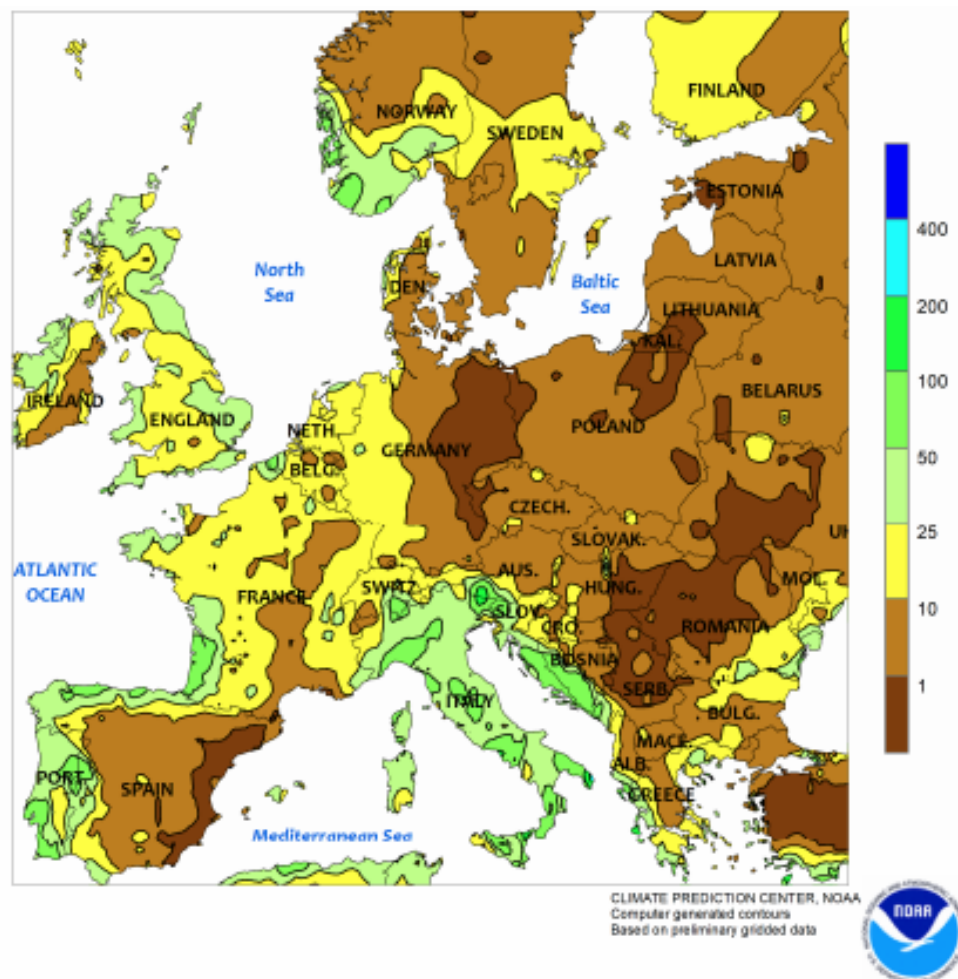 NORWAY
FINLAND
SWEDEN
ESTONIA
400
North
Sea
Baltic
Sea
LATVIA
DEN.
200
LITHUANIA
KAL.
100
IRELAND
ENGLAND
BELARUS
NETH.
POLAND
GERMANY
50
BELG.
CZECH.
25
SLOVAK.
UK
ATLANTIC
OCEAN
AUS.
HUNG.
MOL.
FRANCE
SWITZ.
10
SLOV.
CRO.
ROMANIA
BOSNIA
SERB.
1
ITALY
BULG.
MACE.
PORT.
SPAIN
ALB.
GREECE
Mediterranean Sea
CLIMATE PREDICTION CENTER, NOAA
Computer generated contours
Based on preliminary gridded data
NOAA